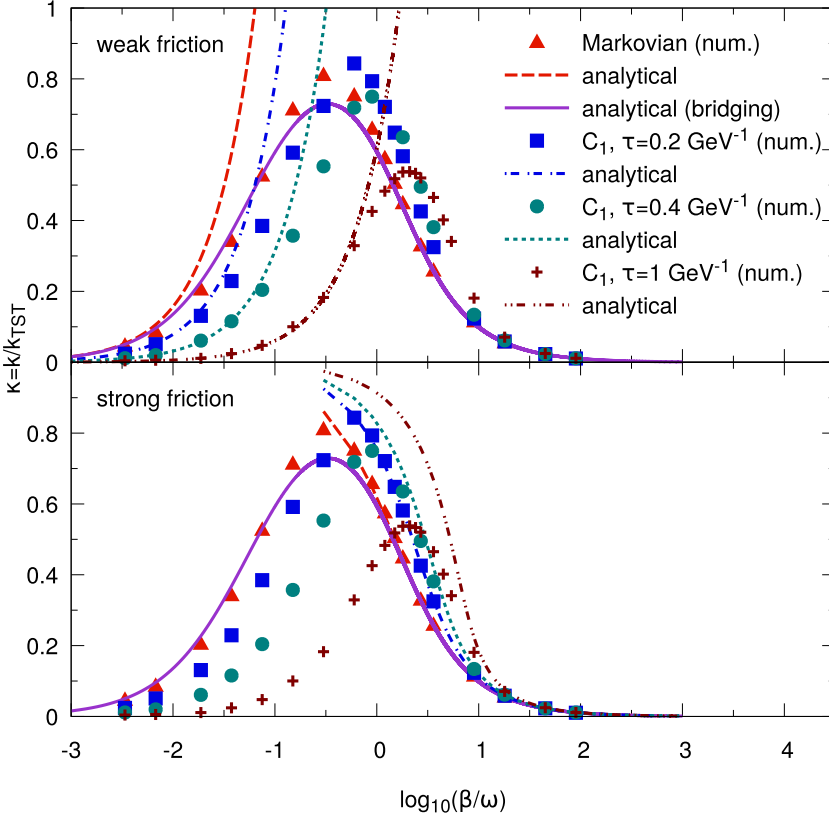 1
0.8
0.6
0.4
0.2
0
weak friction
Markovian (num.)
analytical
analytical (bridging)
C₁, τ=0.2 GeV⁻¹ (num.)
analytical
C₁, τ=0.4 GeV⁻¹ (num.)
analytical
C₁, τ=1 GeV⁻¹ (num.)
analytical
κ=k/k_TST
strong friction
0.8
0.6
0.4
0.2
0
-3 -2 -1 0 1 2 3 4
log₁₀(β/ω)